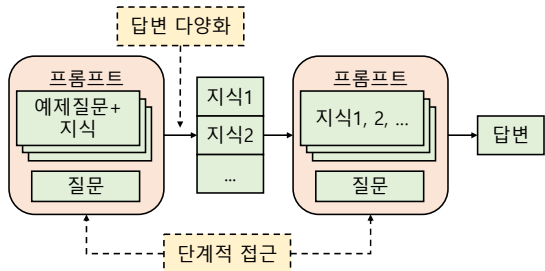 답변 다양화
프롬프트
예제질문+
지식
질문
지식1
지식2
...
프롬프트
지식1, 2, ...
질문
답변
단계적 접근